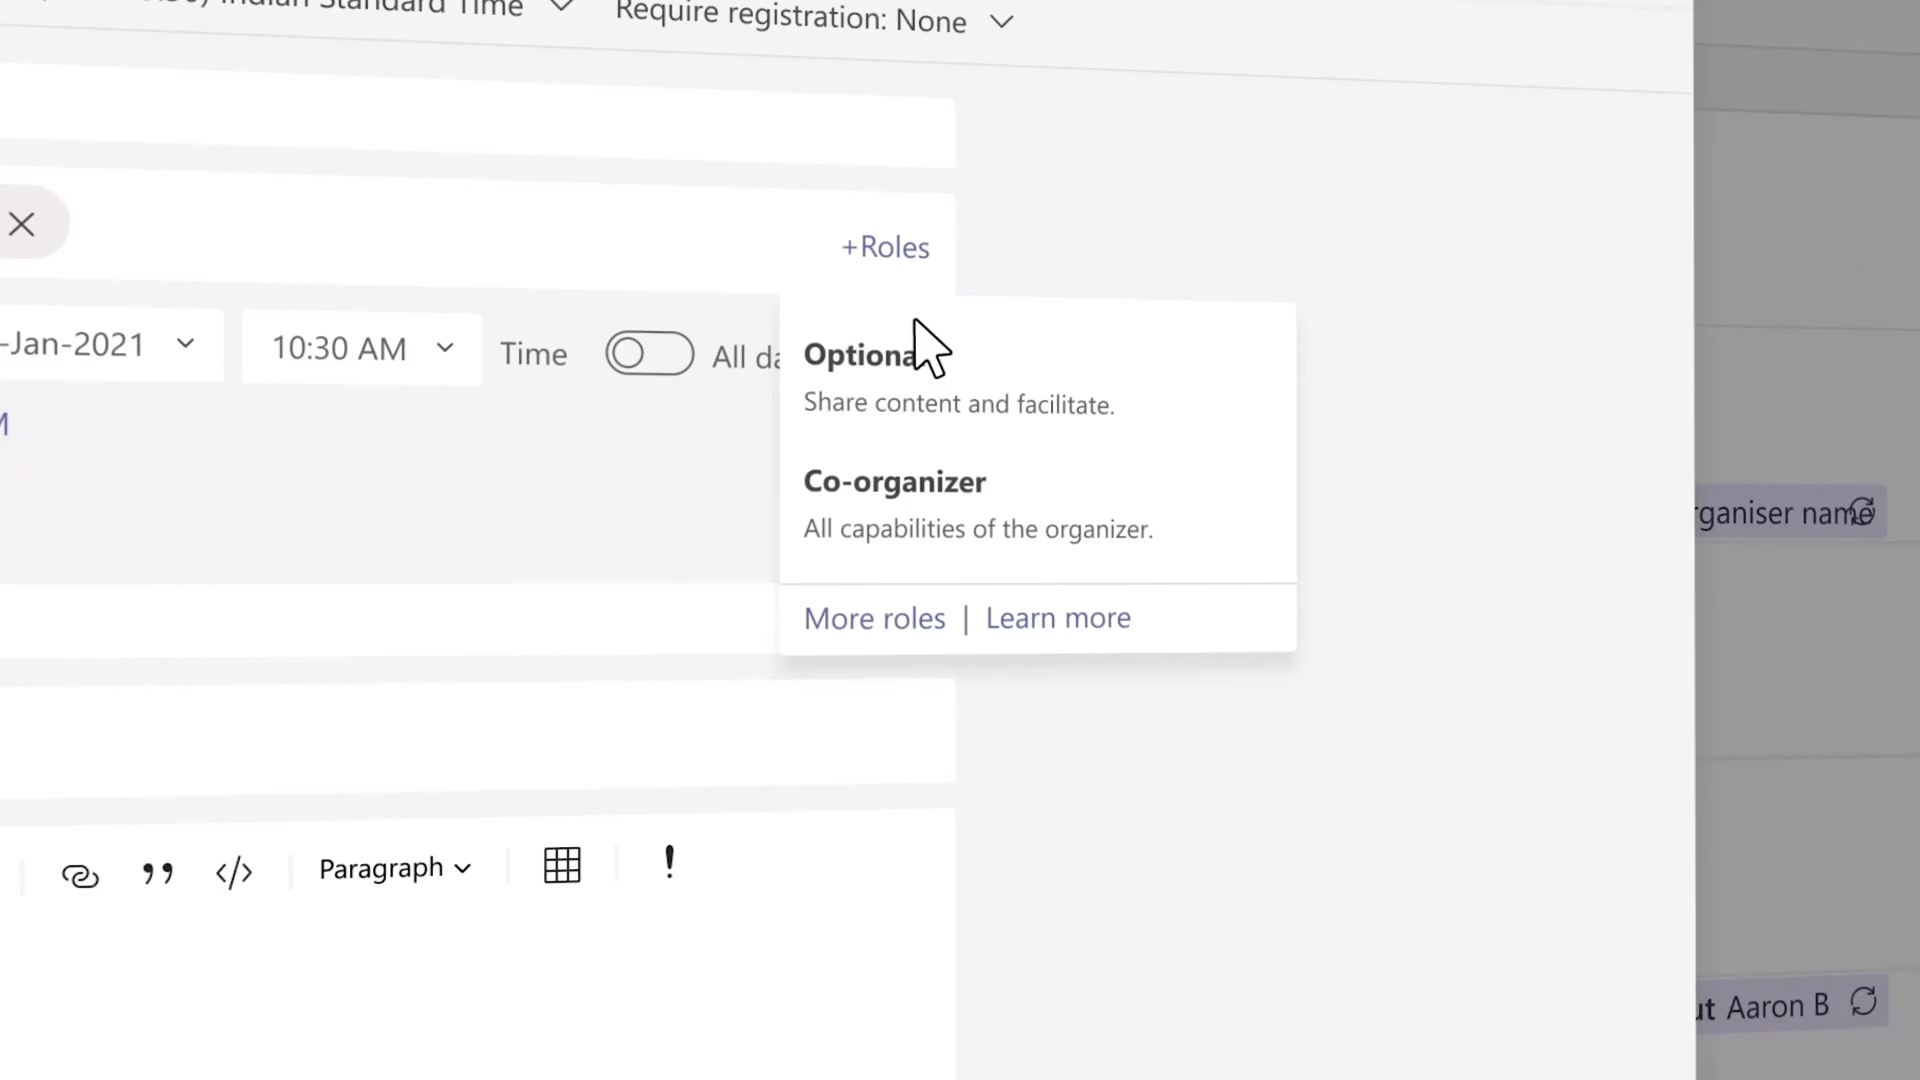 Indian Standard Time
Require registration: None
+Roles
-Jan-2021
10:30 AM
Time
All da
Optiona
Share content and facilitate.
M
Co-organizer
All capabilities of the organizer.
rganiser name
More roles | Learn more
Paragraph
!
ut Aaron B